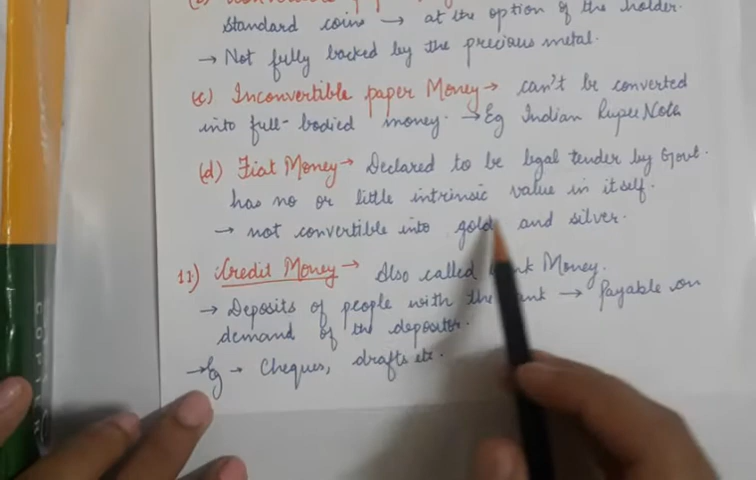 standard coins → at the option of the holder.
→ Not fully backed by the precious metal.
(c) Inconvertible paper Money → can't be converted
into full-bodied money. → Eg Indian Rupee Note
(d) Fiat Money → Declared to be legal tender by Govt.
has no or little intrinsic value in itself.
→ not convertible into gold and silver.
11) Credit Money → Also called Money.
→ Deposits of people with the → Payable on
demand of the depositor.
→ Eg → Cheques, drafts etc.